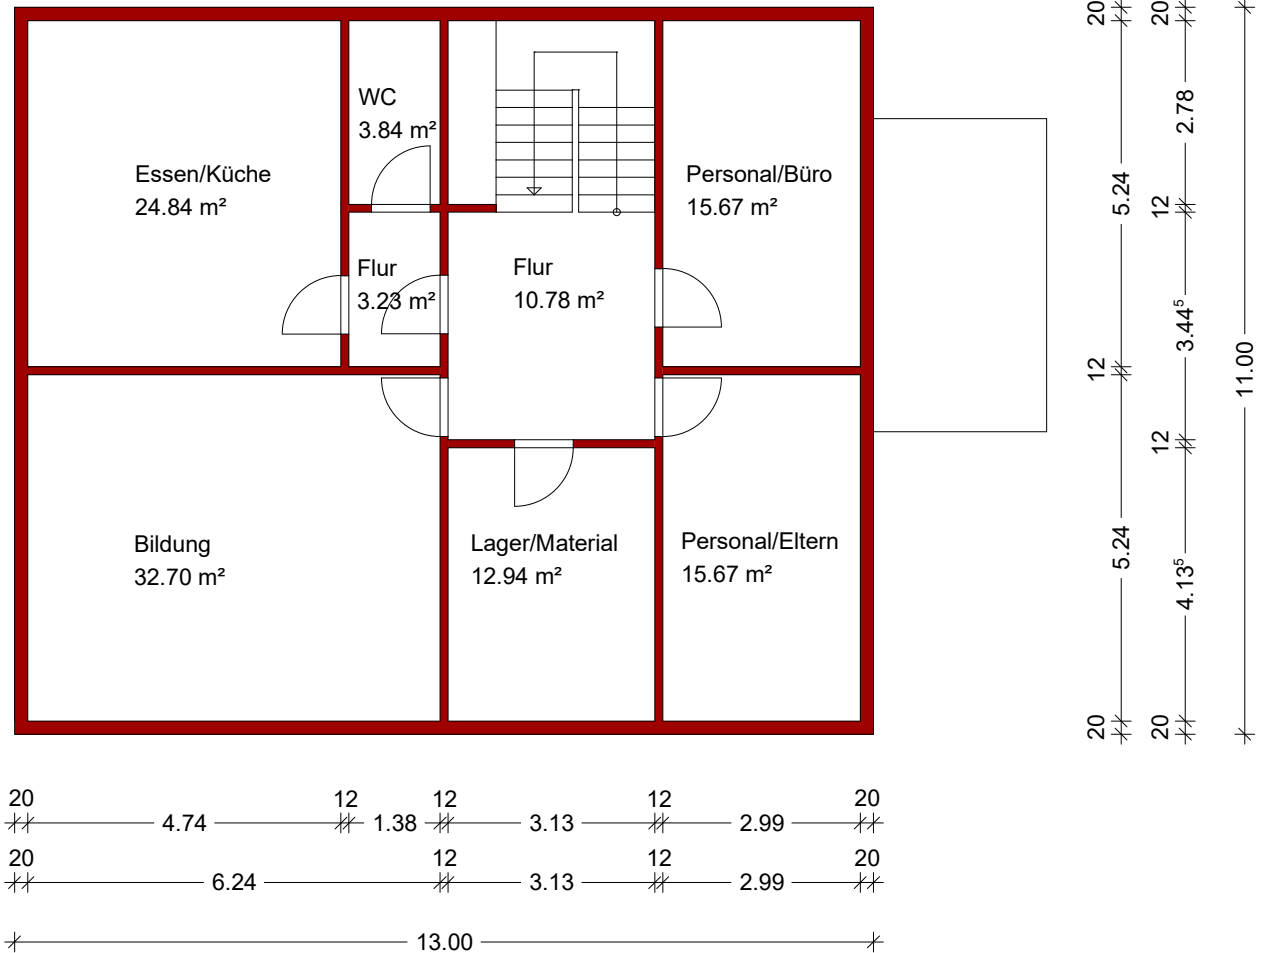 WC
3.84 m²
Essen/Küche
24.84 m²
Personal/Büro
15.67 m²
Flur
3.23 m²
Flur
10.78 m²
Bildung
32.70 m²
Lager/Material
12.94 m²
Personal/Eltern
15.67 m²
20 5.24 12 5.24 20
20 2.78 12 3.44⁵ 12 4.13⁵ 20
11.00
20 12 12 12 20
4.74 1.38 3.13 2.99
20 12 12 20
6.24 3.13 2.99
13.00